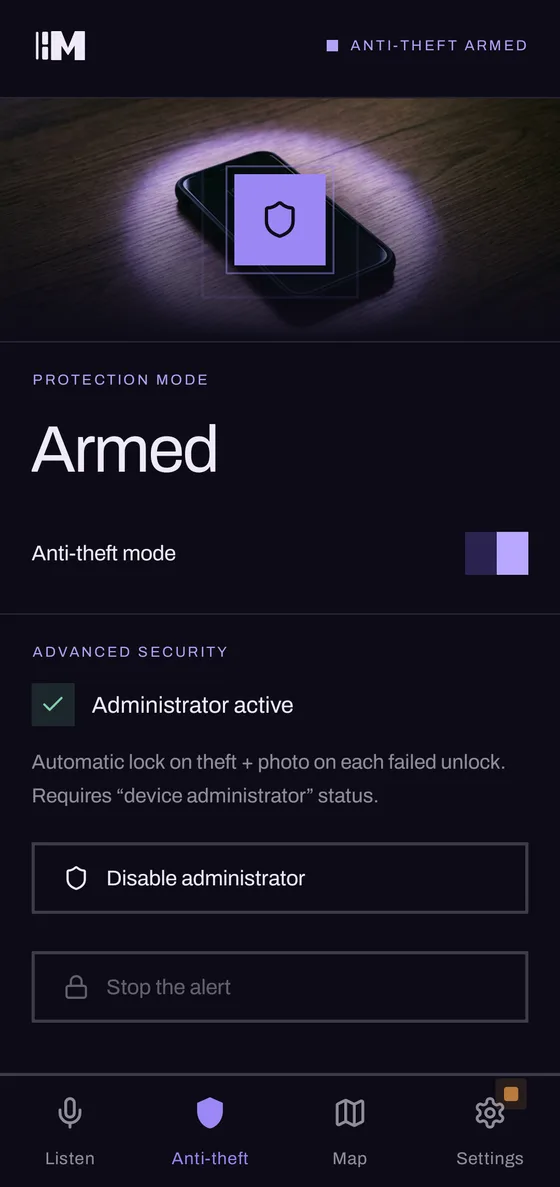 M
ANTI-THEFT ARMED
PROTECTION MODE
Armed
Anti-theft mode
ADVANCED SECURITY
Administrator active
Automatic lock on theft + photo on each failed unlock.
Requires “device administrator” status.
Disable administrator
Stop the alert
Listen
Anti-theft
Map
Settings